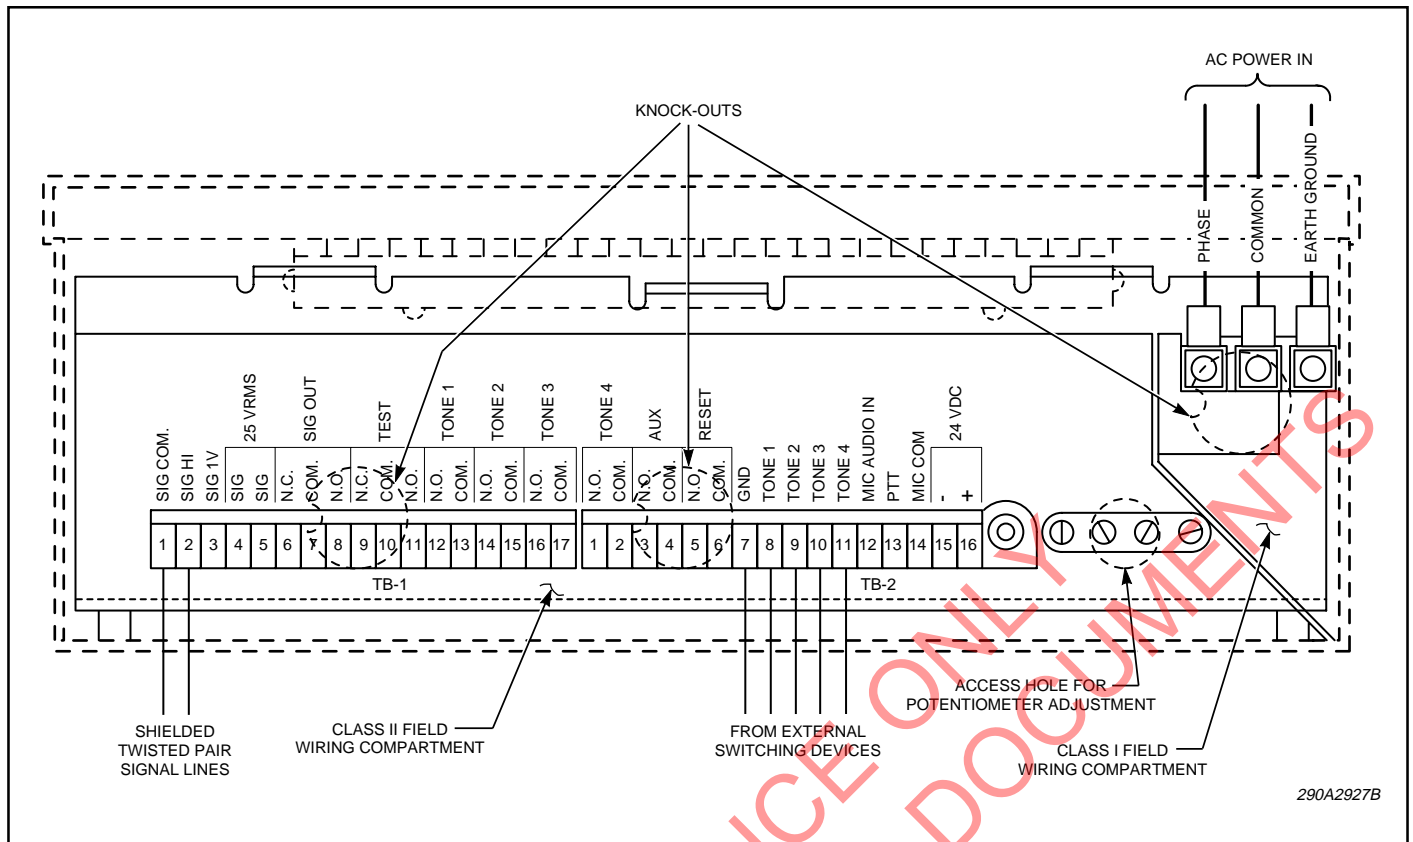 AC POWER IN
KNOCK-OUTS
PHASE
COMMON
EARTH GROUND
25 VRMS
SIG OUT
TEST
TONE 1
TONE 2
TONE 3
TONE 4
AUX
RESET
24 VDC
SIG COM.
SIG HI
SIG 1V
SIG
SIG
N.C.
COM.
N.O.
N.C.
COM.
N.O.
N.O.
COM.
N.O.
COM.
N.O.
COM.
N.O.
COM.
N.O.
COM.
N.O.
COM.
GND
TONE 1
TONE 2
TONE 3
TONE 4
MIC AUDIO IN
PTT
MIC COM
-
+
1 2 3 4 5 6 7 8 9 10 11 12 13 14 15 16 17
1 2 3 4 5 6 7 8 9 10 11 12 13 14 15 16
TB-1
TB-2
SHIELDED
TWISTED PAIR
SIGNAL LINES
CLASS II FIELD
WIRING COMPARTMENT
FROM EXTERNAL
SWITCHING DEVICES
ACCESS HOLE FOR
POTENTIOMETER ADJUSTMENT
CLASS I FIELD
WIRING COMPARTMENT
290A2927B
ONLY
DOCUMENTS